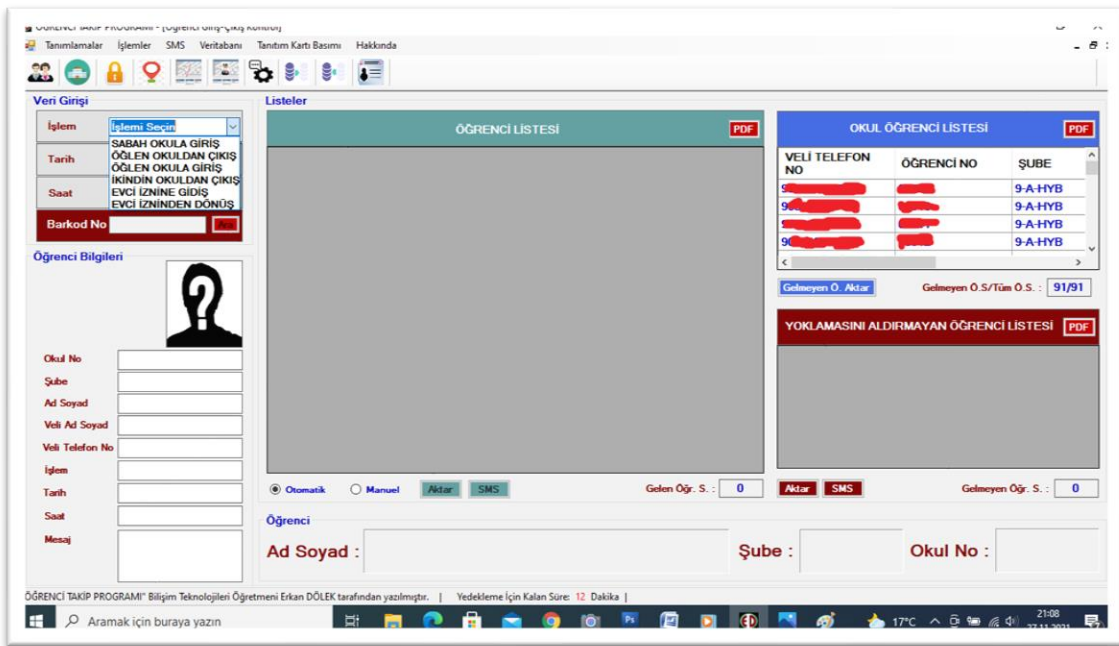 ÖĞRENCİ TAKİP PROGRAMI - [Öğrenci Giriş-Çıkış Kontrol]
Tanımlamalar İşlemler SMS Veritabanı Tanıtım Kartı Basımı Hakkında
Veri Girişi
İşlem İşlemi Seçin
SABAH OKULA GİRİŞ
ÖĞLEN OKULDAN ÇIKIŞ
ÖĞLEN OKULA GİRİŞ
İKİNDİN OKULDAN ÇIKIŞ
EVCİ İZNİNE GİDİŞ
EVCİ İZNİNDEN DÖNÜŞ
Tarih
Saat
Barkod No Ara
Öğrenci Bilgileri
Okul No
Şube
Ad Soyad
Veli Ad Soyad
Veli Telefon No
İşlem
Tarih
Saat
Mesaj
Listeler
ÖĞRENCİ LİSTESİ PDF
Otomatik Manuel Aktar SMS Gelen Öğr. S. : 0
OKUL ÖĞRENCİ LİSTESİ PDF
VELİ TELEFON NO ÖĞRENCİ NO ŞUBE
9-A-HYB
9-A-HYB
9-A-HYB
9-A-HYB
Gelmeyen Ö. Aktar Gelmeyen Ö.S/Tüm Ö.S. : 91/91
YOKLAMASINI ALDIRMAYAN ÖĞRENCİ LİSTESİ PDF
Aktar SMS Gelmeyen Öğr. S. : 0
Öğrenci
Ad Soyad : Şube : Okul No :
ÖĞRENCİ TAKİP PROGRAMI" Bilişim Teknolojileri Öğretmeni Erkan DÖLEK tarafından yazılmıştır. | Yedekleme İçin Kalan Süre: 12 Dakika |
Aramak için buraya yazın 17°C 21:08
27.11.2021